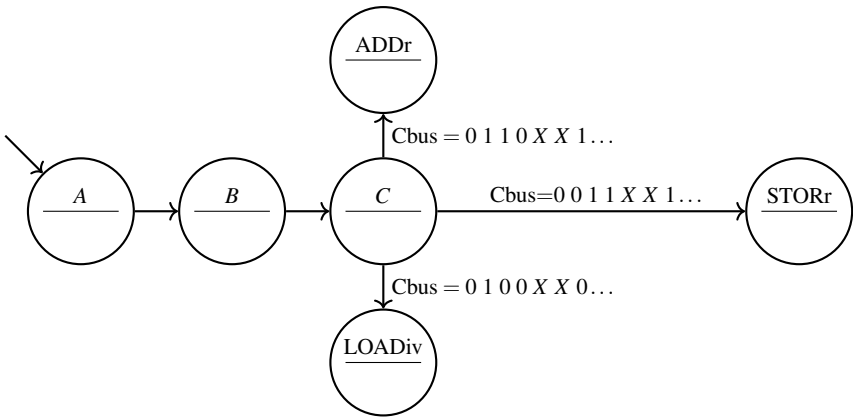 ADDr
Cbus = 0 1 1 0 X X 1...
A
B
C
Cbus=0 0 1 1 X X 1...
STORr
Cbus = 0 1 0 0 X X 0...
LOADiv